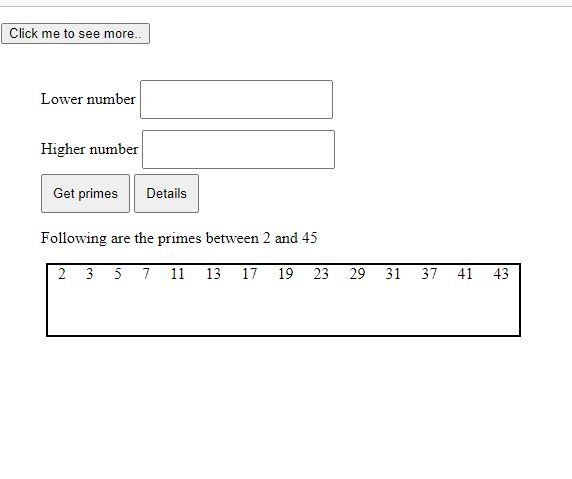 Click me to see more..
Lower number
Higher number
Get primes Details
Following are the primes between 2 and 45
2 3 5 7 11 13 17 19 23 29 31 37 41 43